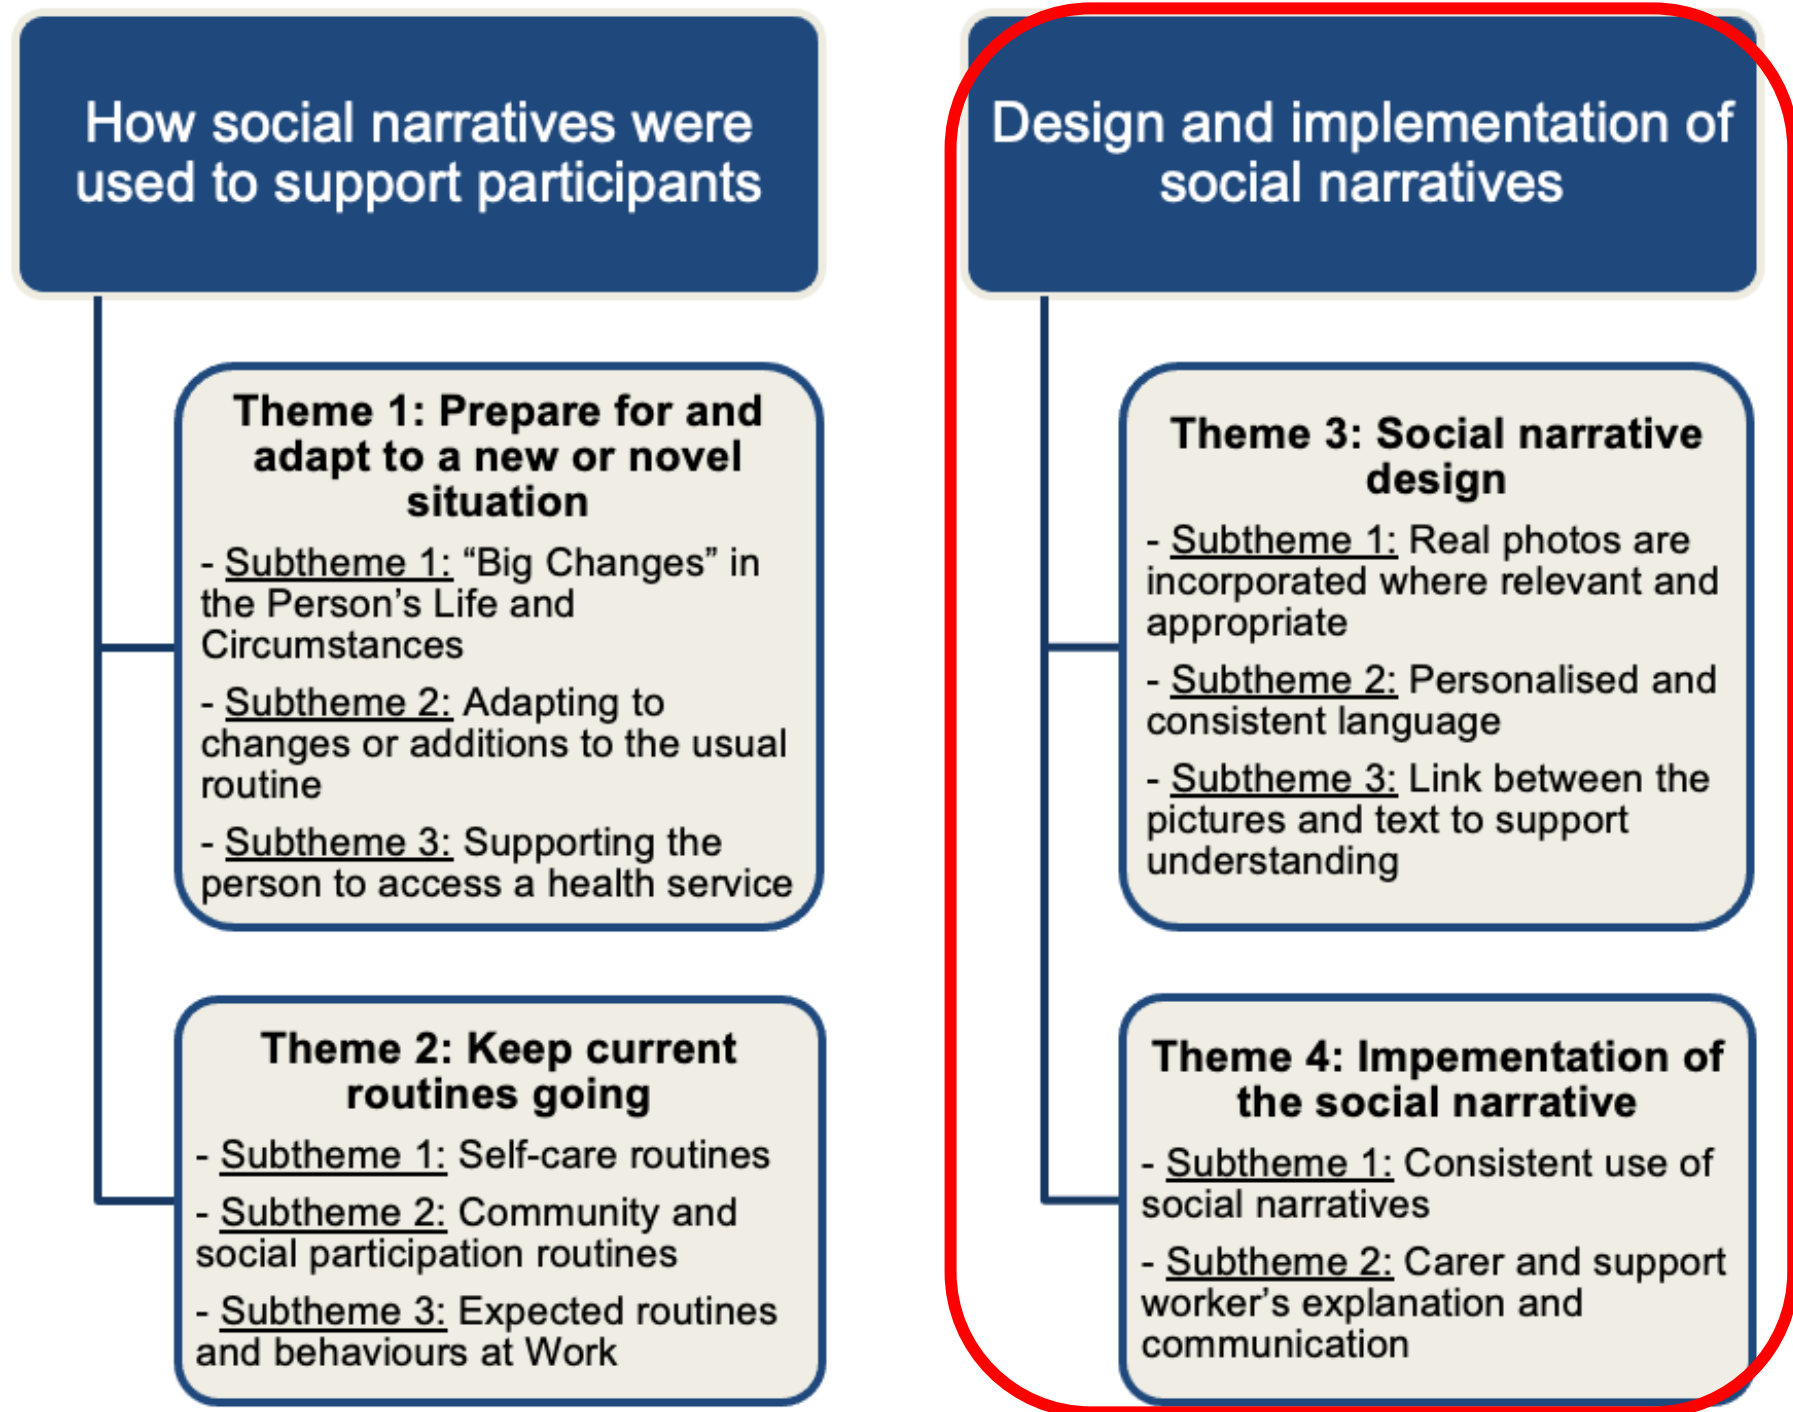 How social narratives were
used to support participants
Theme 1: Prepare for and
adapt to a new or novel
situation
- Subtheme 1: “Big Changes” in
the Person’s Life and
Circumstances
- Subtheme 2: Adapting to
changes or additions to the usual
routine
- Subtheme 3: Supporting the
person to access a health service
Theme 2: Keep current
routines going
- Subtheme 1: Self-care routines
- Subtheme 2: Community and
social participation routines
- Subtheme 3: Expected routines
and behaviours at Work
Design and implementation of
social narratives
Theme 3: Social narrative
design
- Subtheme 1: Real photos are
incorporated where relevant and
appropriate
- Subtheme 2: Personalised and
consistent language
- Subtheme 3: Link between the
pictures and text to support
understanding
Theme 4: Impementation of
the social narrative
- Subtheme 1: Consistent use of
social narratives
- Subtheme 2: Carer and support
worker’s explanation and
communication